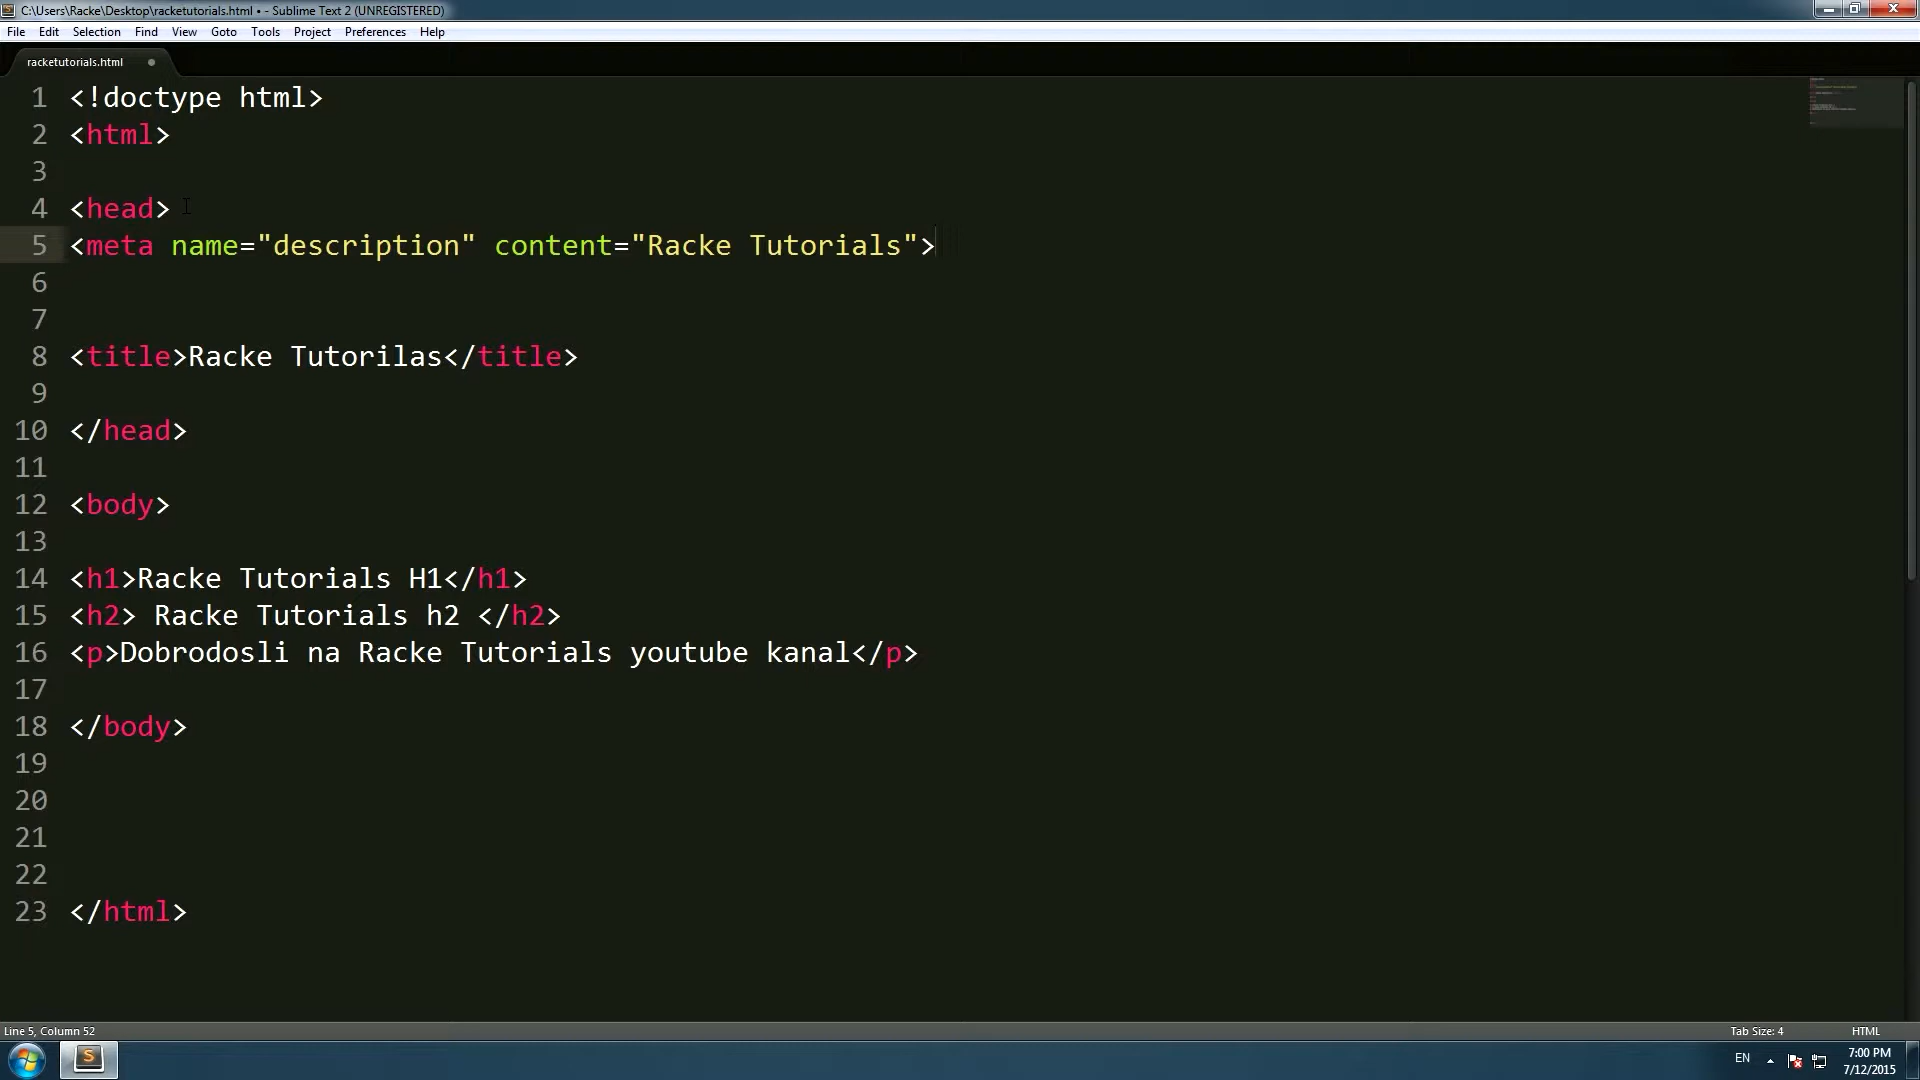 C:\Users\Racke\Desktop\racketutorials.html • - Sublime Text 2 (UNREGISTERED)
File Edit Selection Find View Goto Tools Project Preferences Help
racketutorials.html
1 <!doctype html>
2 <html>
3
4 <head>
5 <meta name="description" content="Racke Tutorials">
6
7
8 <title>Racke Tutorilas</title>
9
10 </head>
11
12 <body>
13
14 <h1>Racke Tutorials H1</h1>
15 <h2> Racke Tutorials h2 </h2>
16 <p>Dobrodosli na Racke Tutorials youtube kanal</p>
17
18 </body>
19
20
21
22
23 </html>
Line 5, Column 52 Tab Size: 4 HTML
EN 7:00 PM
7/12/2015